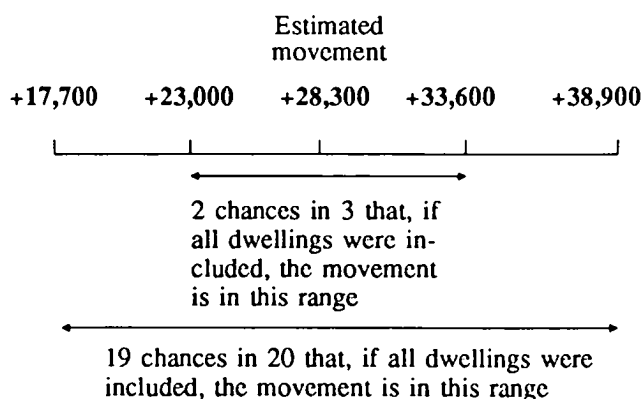 Estimated
movement
+17,700 +23,000 +28,300 +33,600 +38,900
2 chances in 3 that, if
all dwellings were in-
cluded, the movement
is in this range
19 chances in 20 that, if all dwellings were
included, the movement is in this range